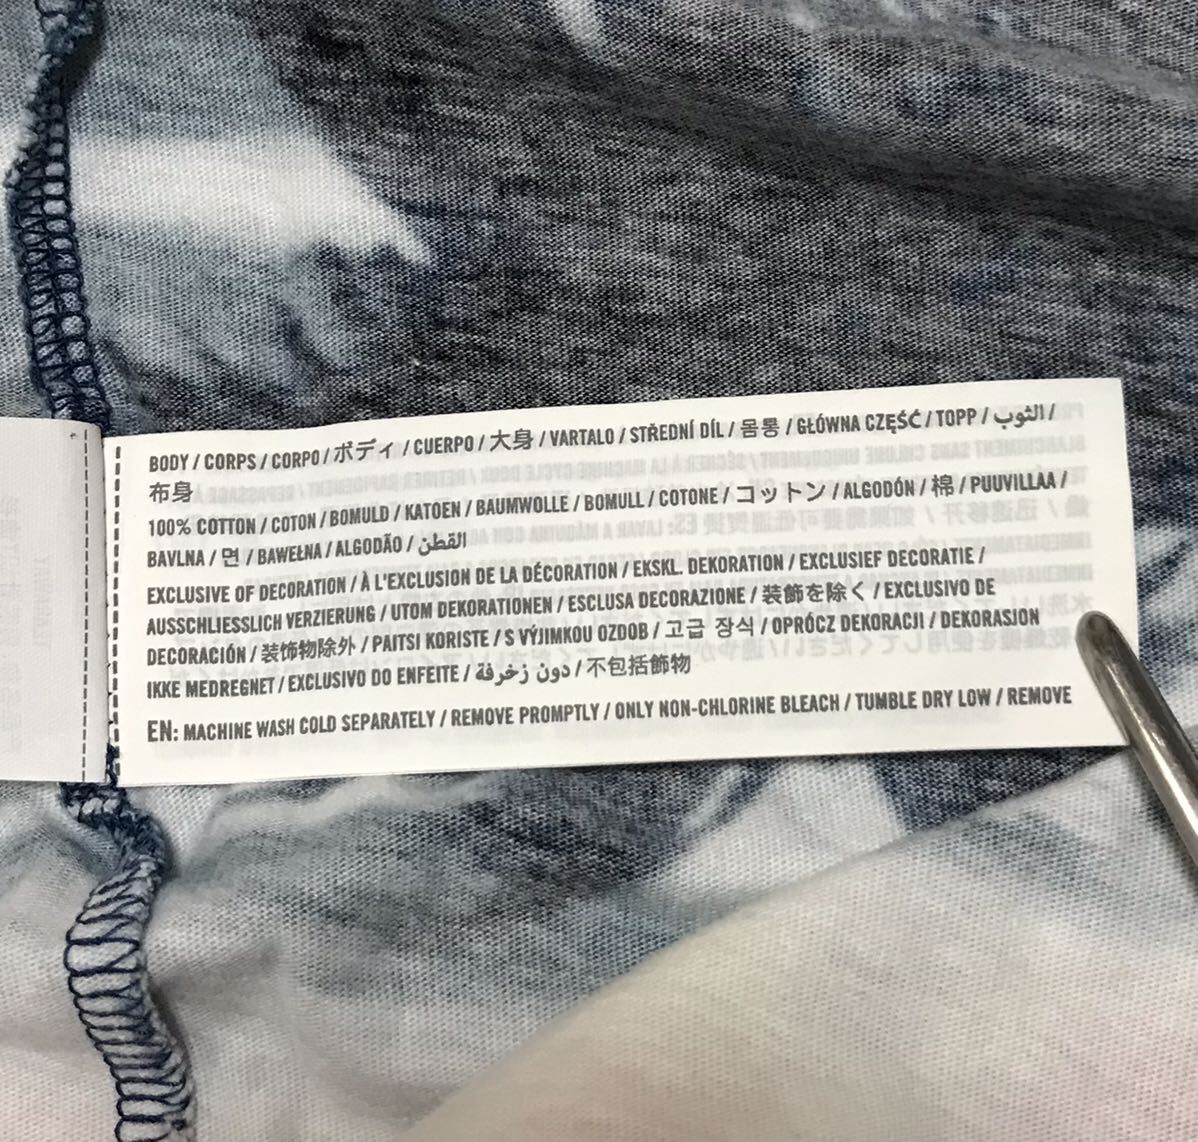 BODY / CORPS / CORPO / ボディ / CUERPO / 大身 / VARTALO / STŘEDNÍ DÍL / 몸통 / GŁÓWNA CZĘŚĆ / TOPP / الثوب /
布身
100% COTTON / COTON / BOMULD / KATOEN / BAUMWOLLE / BOMULL / COTONE / コットン / ALGODÓN / 棉 / PUUVILLAA /
BAVLNA / 면 / BAWEŁNA / ALGODÃO / القطن
EXCLUSIVE OF DECORATION / À L'EXCLUSION DE LA DÉCORATION / EKSKL. DEKORATION / EXCLUSIEF DECORATIE /
AUSSCHLIESSLICH VERZIERUNG / UTOM DEKORATIONEN / ESCLUSA DECORAZIONE / 装飾を除く / EXCLUSIVO DE
DECORACIÓN / 装饰物除外 / PAITSI KORISTE / S VÝJIMKOU OZDOB / 고급 장식 / OPRÓCZ DEKORACJI / DEKORASJON
IKKE MEDREGNET / EXCLUSIVO DO ENFEITE / دون زخرفة / 不包括飾物
EN: MACHINE WASH COLD SEPARATELY / REMOVE PROMPTLY / ONLY NON-CHLORINE BLEACH / TUMBLE DRY LOW / REMOVE